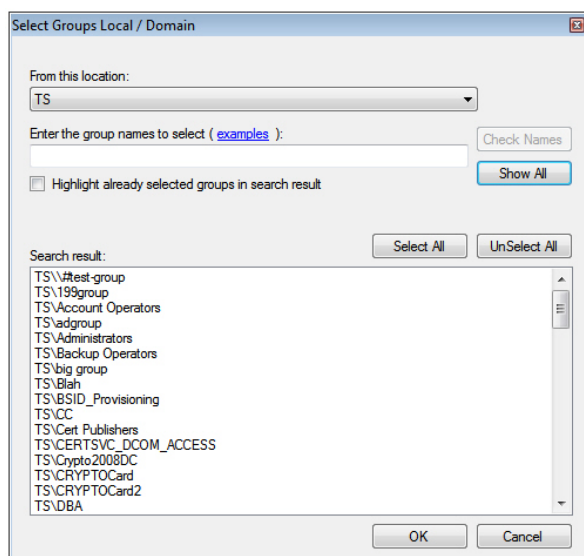 Select Groups Local / Domain
From this location:
TS
Enter the group names to select ( examples ):
Check Names
Highlight already selected groups in search result
Show All
Select All
UnSelect All
Search result:
TS\\#test-group
TS\199group
TS\Account Operators
TS\adgroup
TS\Administrators
TS\Backup Operators
TS\big group
TS\Blah
TS\BSID_Provisioning
TS\CC
TS\Cert Publishers
TS\CERTSVC_DCOM_ACCESS
TS\Crypto2008DC
TS\CRYPTOCard
TS\CRYPTOCard2
TS\DBA
OK
Cancel